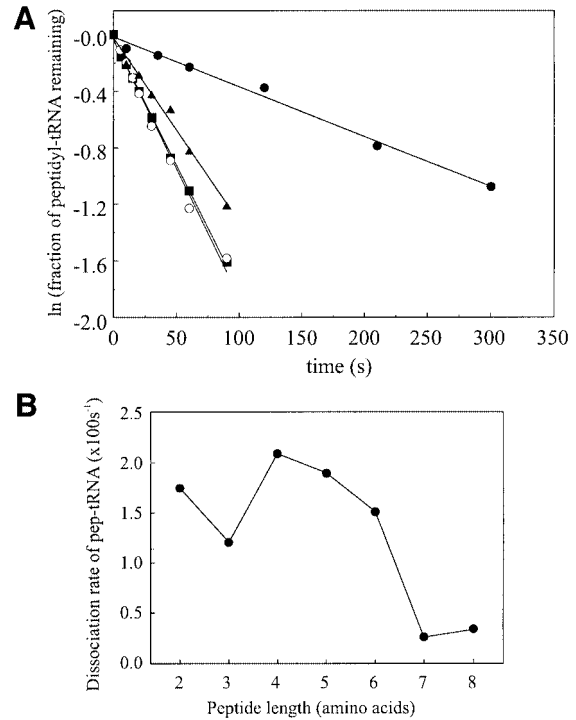 A
ln (fraction of peptidyl-tRNA remaining)
-0.0
-0.4
-0.8
-1.2
-1.6
-2.0
0 50 100 150 200 250 300 350
time (s)
B
Dissociation rate of pep-tRNA (x100s⁻¹)
2.5
2.0
1.5
1.0
0.5
0.0
2 3 4 5 6 7 8
Peptide length (amino acids)